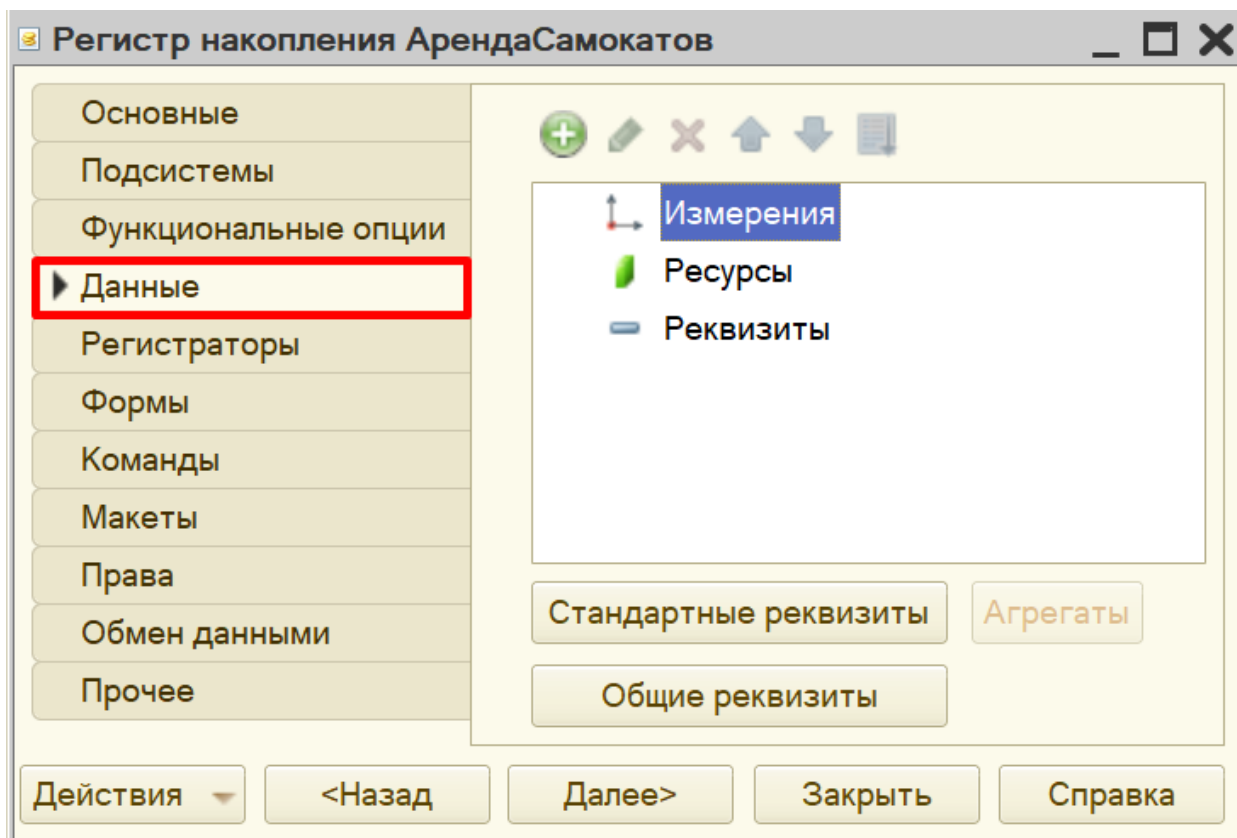 Регистр накопления АрендаСамокатов
Основные
Подсистемы
Функциональные опции
Данные
Регистраторы
Формы
Команды
Макеты
Права
Обмен данными
Прочее
Измерения
Ресурсы
Реквизиты
Стандартные реквизиты Агрегаты
Общие реквизиты
Действия <Назад Далее> Закрыть Справка